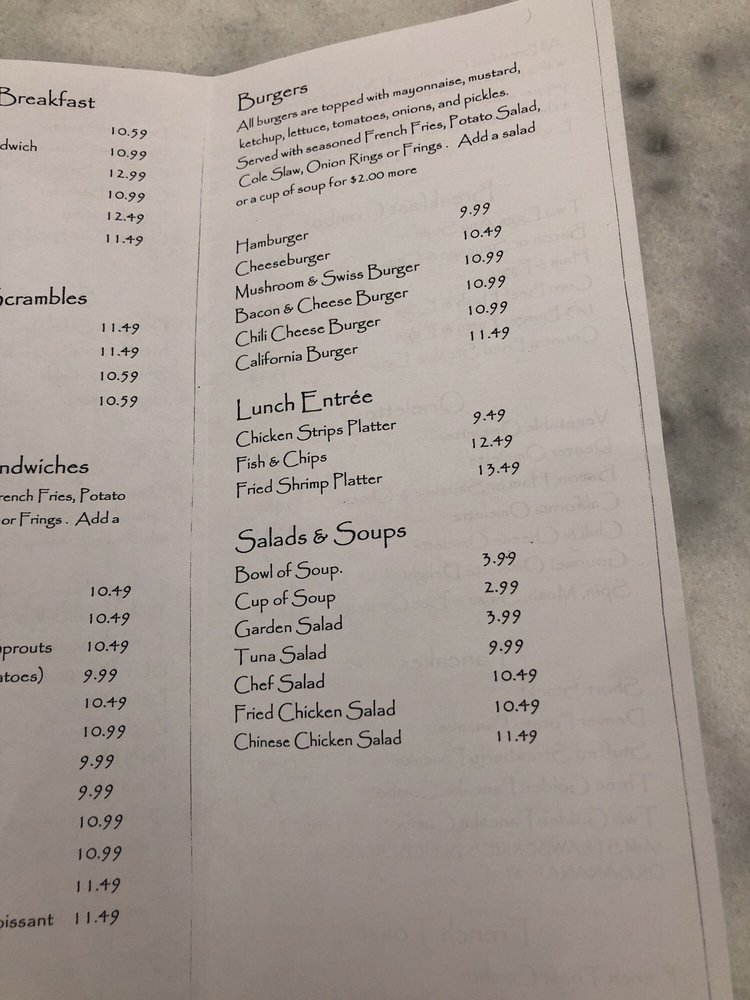 Breakfast
10.59
dwich 10.99
12.99
10.99
12.49
11.49
Scrambles
11.49
11.49
10.59
10.59
ndwiches
rench Fries, Potato
or Frings. Add a
10.49
10.49
prouts 10.49
atoes) 9.99
10.49
10.99
9.99
9.99
10.99
10.99
11.49
oissant 11.49
Burgers
All burgers are topped with mayonnaise, mustard,
ketchup, lettuce, tomatoes, onions, and pickles.
Served with seasoned French Fries, Potato Salad,
Cole Slaw, Onion Rings or Frings. Add a salad
or a cup of soup for $2.00 more
Hamburger 9.99
Cheeseburger 10.49
Mushroom & Swiss Burger 10.99
Bacon & Cheese Burger 10.99
Chili Cheese Burger 10.99
California Burger 11.49
Lunch Entrée
Chicken Strips Platter 9.49
Fish & Chips 12.49
Fried Shrimp Platter 13.49
Salads & Soups
Bowl of Soup. 3.99
Cup of Soup 2.99
Garden Salad 3.99
Tuna Salad 9.99
Chef Salad 10.49
Fried Chicken Salad 10.49
Chinese Chicken Salad 11.49